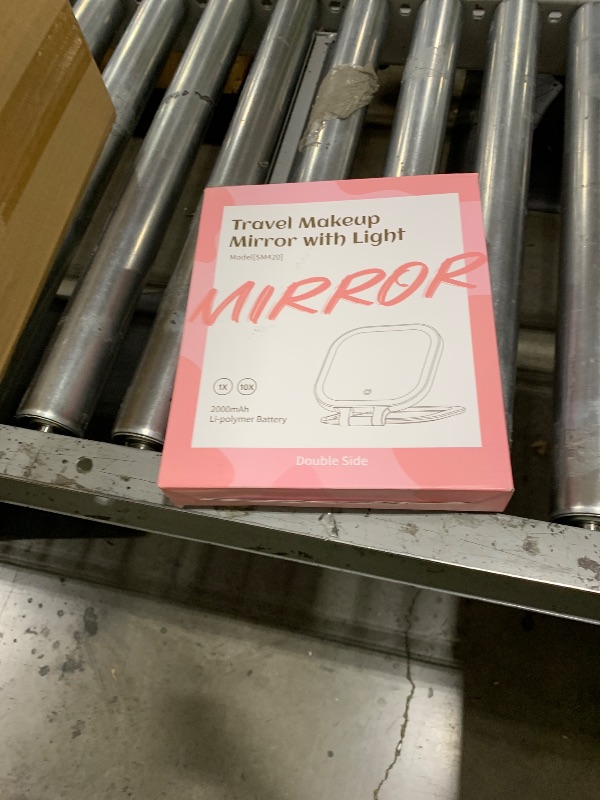 Travel Makeup
Mirror with Light
Model[SM420]
MIRROR
1X 10X
2000mAh
Li-polymer Battery
Double Side